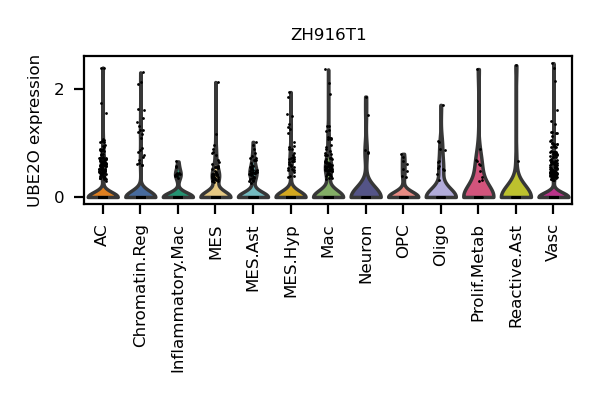 ZH916T1
UBE2O expression
2
0
AC
Chromatin.Reg
Inflammatory.Mac
MES
MES.Ast
MES.Hyp
Mac
Neuron
OPC
Oligo
Prolif.Metab
Reactive.Ast
Vasc